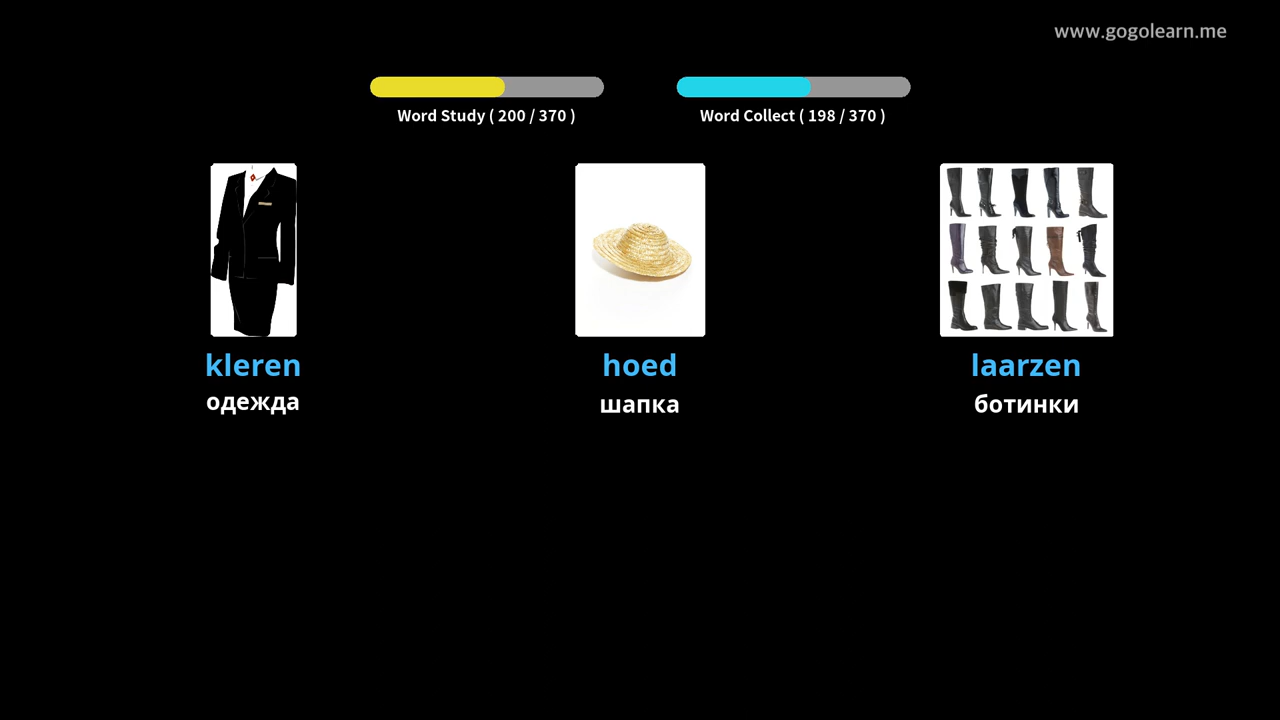 www.gogolearn.me
Word Study ( 200 / 370 )
Word Collect ( 198 / 370 )
kleren
одежда
hoed
шапка
laarzen
ботинки